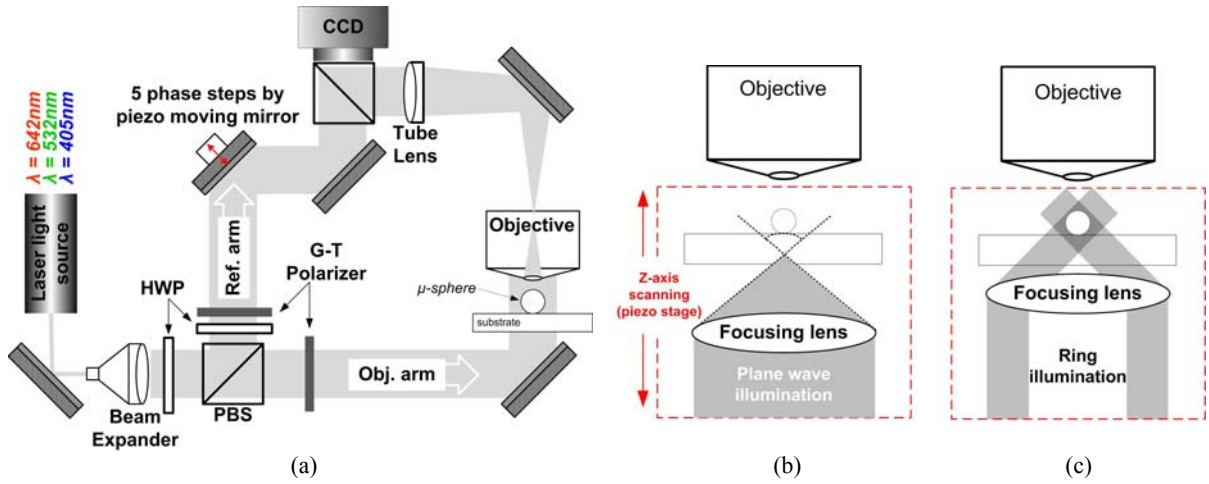 CCD
5 phase steps by
piezo moving mirror
Tube
Lens
λ = 642nm
λ = 532nm
λ = 405nm
Laser light
source
Ref. arm
G-T
Polarizer
HWP
Objective
μ-sphere
substrate
Obj. arm
Beam
Expander
PBS
(a)
Objective
Z-axis
scanning
(piezo stage)
Focusing lens
Plane wave
illumination
(b)
Objective
Focusing lens
Ring
illumination
(c)